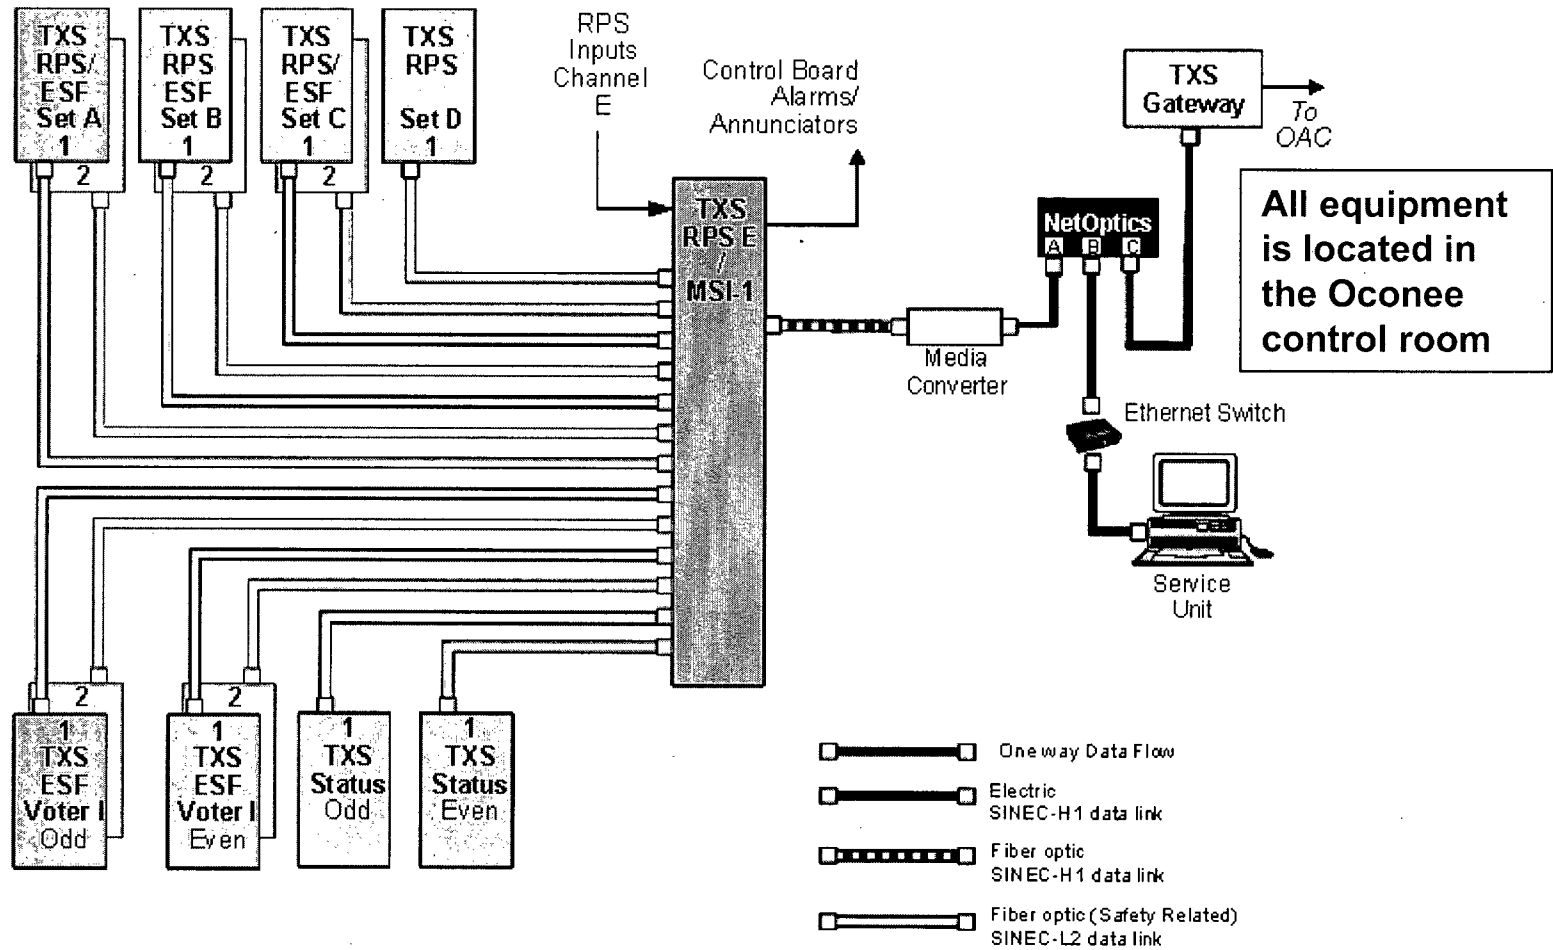 TXS
RPS/
ESF
Set A
1
2
TXS
RPS
ESF
Set B
1
2
TXS
RPS/
ESF
Set C
1
2
TXS
RPS
Set D
1
RPS
Inputs
Channel
E
Control Board
Alarms/
Annunciators
TXS
Gateway
To
OAC
All equipment
is located in
the Oconee
control room
TXS
RPS E
/
MSI-1
NetOptics
A B C
Media
Converter
Ethernet Switch
Service
Unit
2
1
TXS
ESF
Voter I
Odd
2
1
TXS
ESF
Voter I
Even
1
TXS
Status
Odd
1
TXS
Status
Even
One way Data Flow
Electric
SINEC-H1 data link
Fiber optic
SINEC-H1 data link
Fiber optic (Safety Related)
SINEC-L2 data link